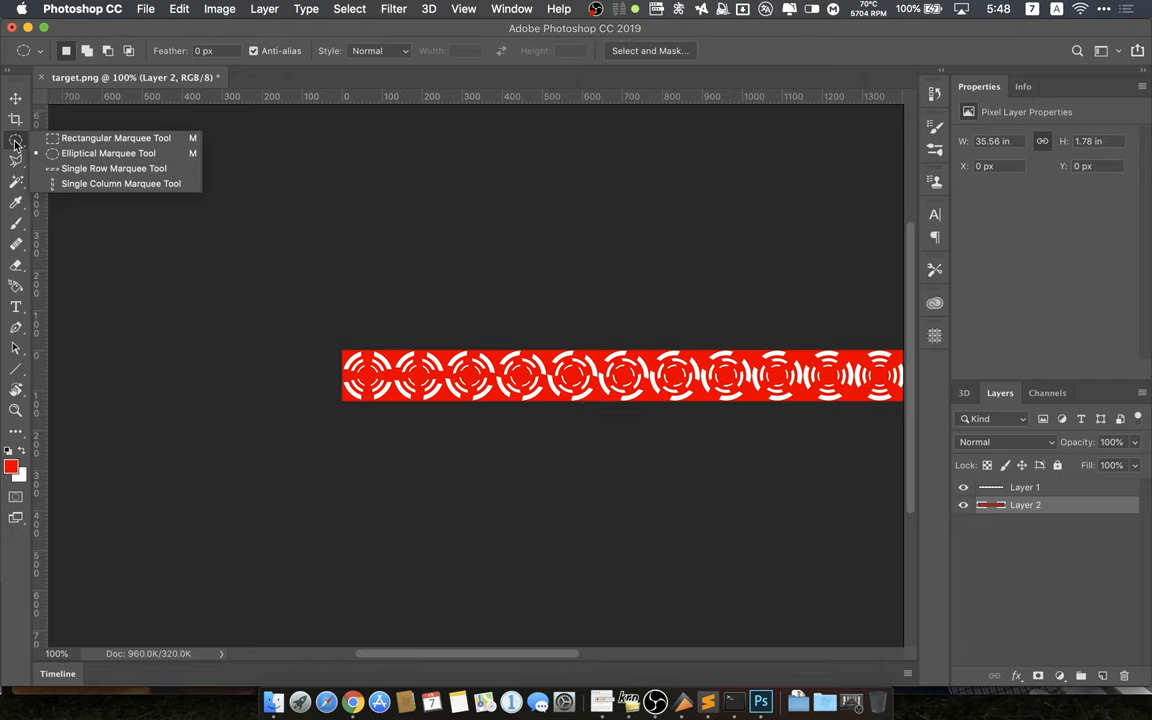 Photoshop CC File Edit Image Layer Type Select Filter 3D View Window Help 70°C 5704 RPM 100% 7 A 5:48
Adobe Photoshop CC 2019
Feather: 0 px Anti-alias Style: Normal Width: Height: Select and Mask...
target.png @ 100% (Layer 2, RGB/8) *
Properties Info
700 600 500 400 300 200 100 0 100 200 300 400 500 600 700 800 900 1000 1100 1200 1300
Pixel Layer Properties
Rectangular Marquee Tool M
W: 35.56 in H: 1.78 in
Elliptical Marquee Tool M
Single Row Marquee Tool
X: 0 px Y: 0 px
Single Column Marquee Tool
3D Layers Channels
Kind
Normal Opacity: 100%
Lock: Fill: 100%
Layer 1
Layer 2
100% Doc: 960.0K/320.0K
Timeline